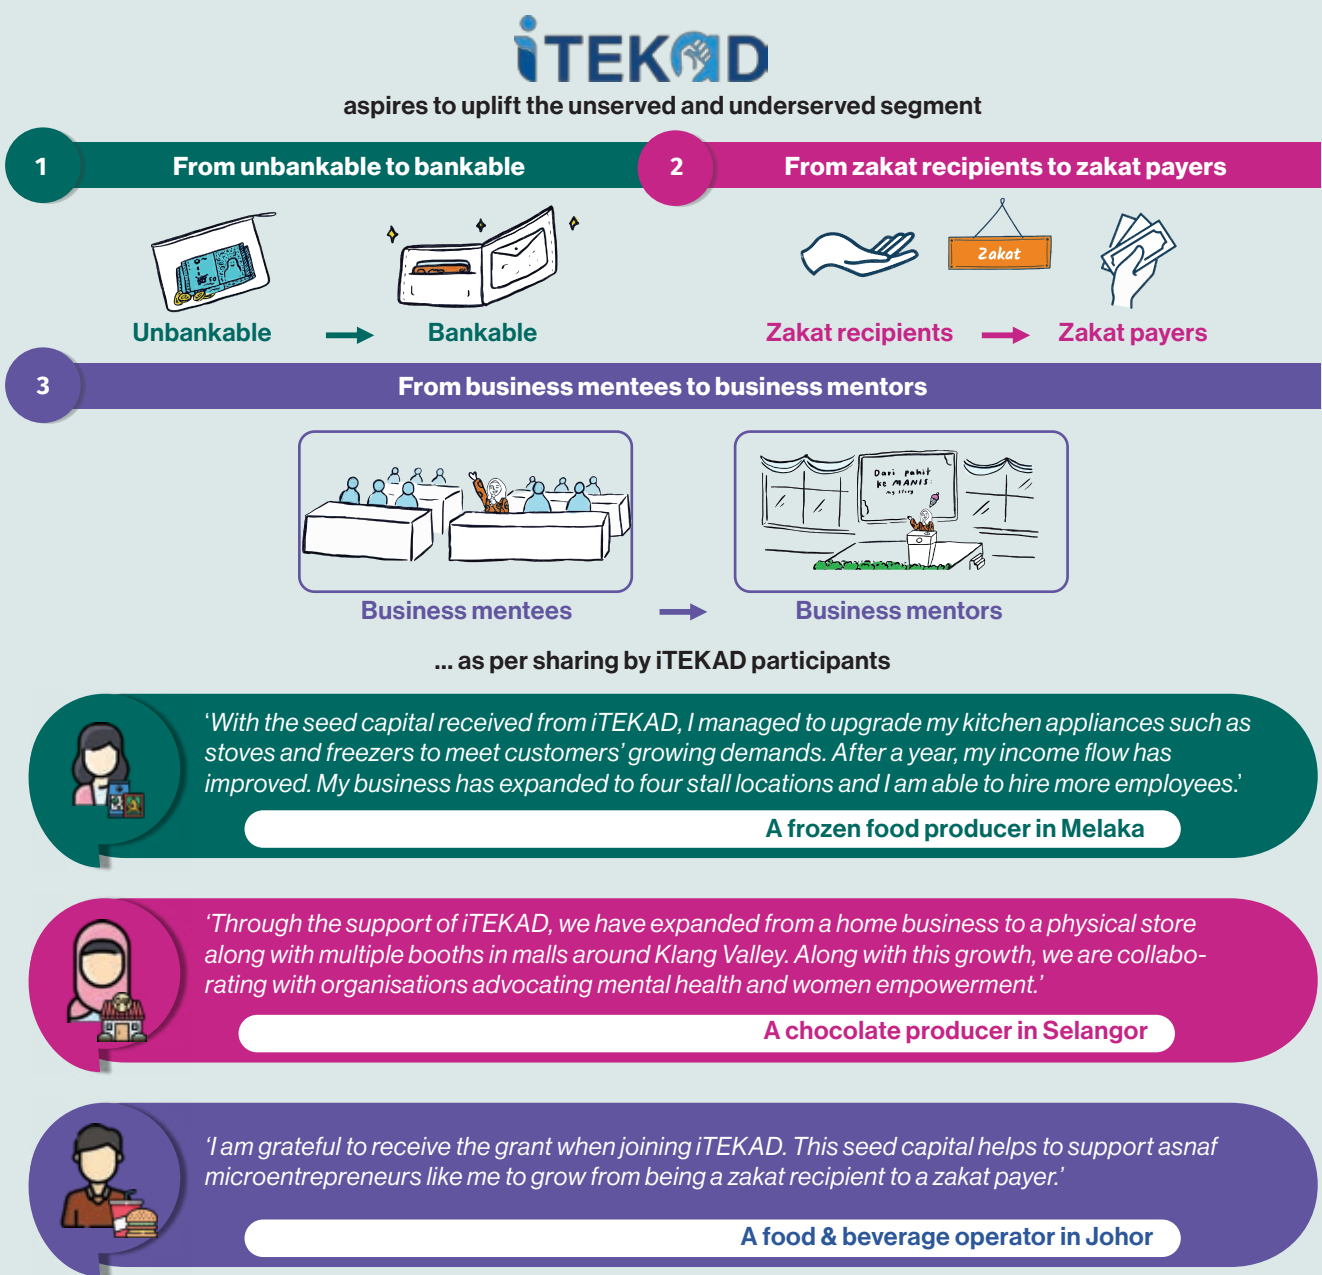 iTEKAD
aspires to uplift the unserved and underserved segment
1
From unbankable to bankable
2
From zakat recipients to zakat payers
50
Zakat
Unbankable
Bankable
Zakat recipients
Zakat payers
3
From business mentees to business mentors
Dari pahit
ke MANIS:
my story
Business mentees
Business mentors
... as per sharing by iTEKAD participants
‘With the seed capital received from iTEKAD, I managed to upgrade my kitchen appliances such as
stoves and freezers to meet customers’ growing demands. After a year, my income flow has
improved. My business has expanded to four stall locations and I am able to hire more employees.’
A frozen food producer in Melaka
‘Through the support of iTEKAD, we have expanded from a home business to a physical store
along with multiple booths in malls around Klang Valley. Along with this growth, we are collabo-
rating with organisations advocating mental health and women empowerment.’
A chocolate producer in Selangor
‘I am grateful to receive the grant when joining iTEKAD. This seed capital helps to support asnaf
microentrepreneurs like me to grow from being a zakat recipient to a zakat payer.’
A food & beverage operator in Johor